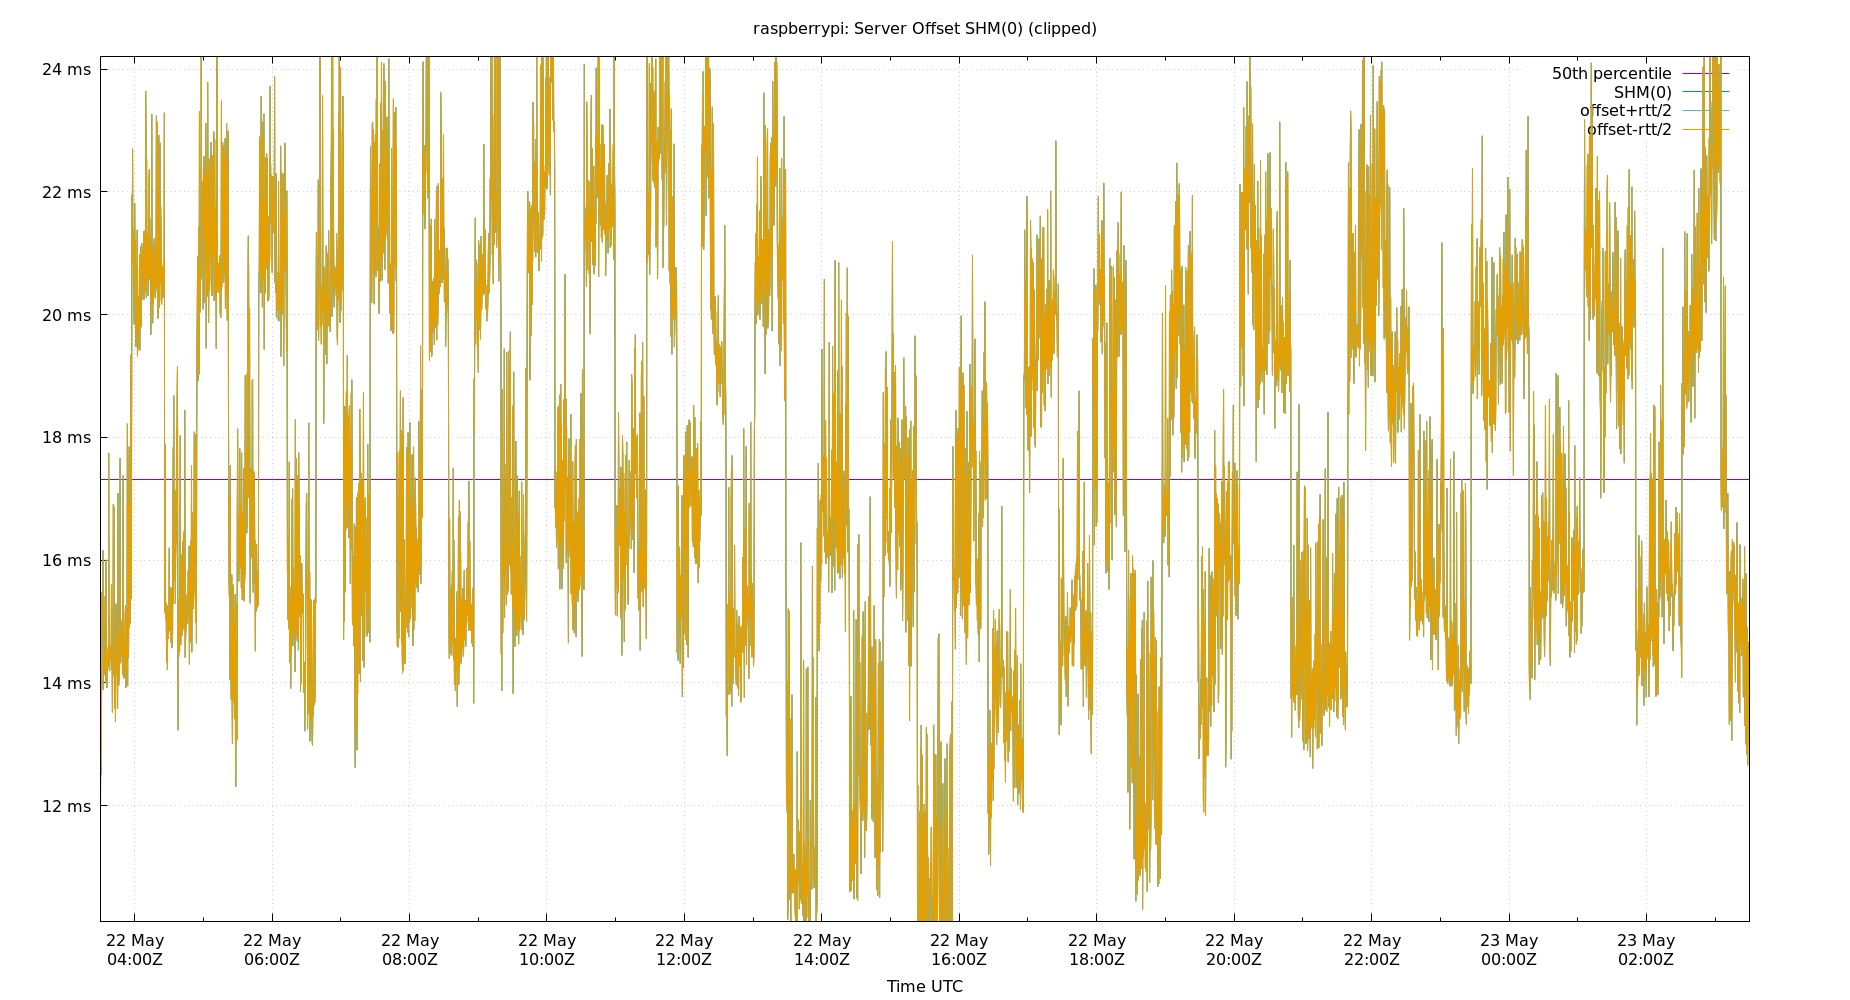 raspberrypi: Server Offset SHM(0) (clipped)
24 ms
22 ms
20 ms
18 ms
16 ms
14 ms
12 ms
50th percentile
SHM(0)
offset+rtt/2
offset-rtt/2
22 May 22 May 22 May 22 May 22 May 22 May 22 May 22 May 22 May 22 May 23 May 23 May
04:00Z 06:00Z 08:00Z 10:00Z 12:00Z 14:00Z 16:00Z 18:00Z 20:00Z 22:00Z 00:00Z 02:00Z
Time UTC